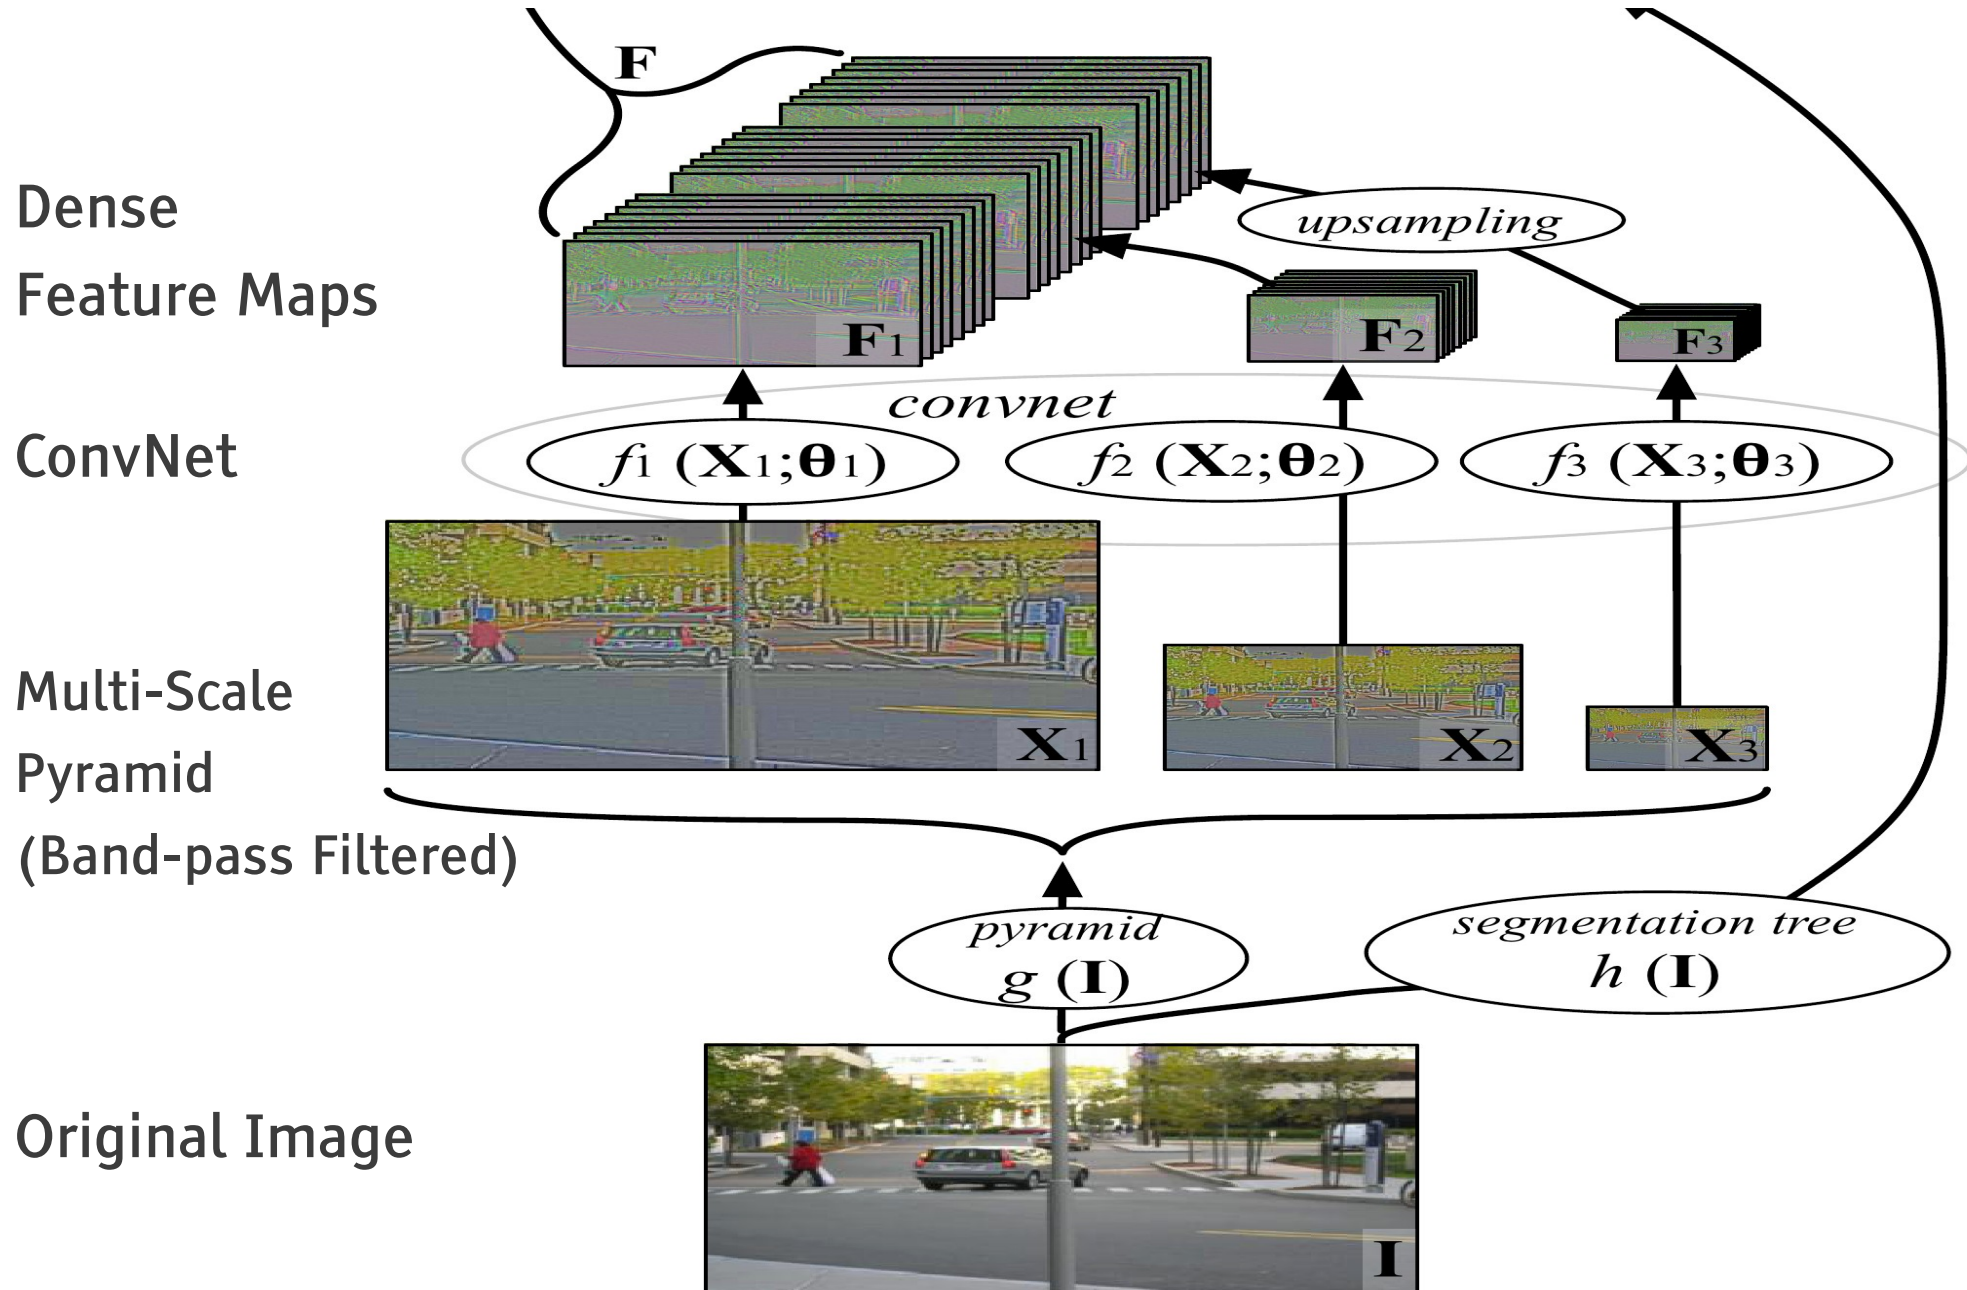 F
Dense
Feature Maps
upsampling
F1
F2
F3
convnet
ConvNet
f1 (X1;θ1)
f2 (X2;θ2)
f3 (X3;θ3)
Multi-Scale
Pyramid
(Band-pass Filtered)
X1
X2
X3
pyramid
g (I)
segmentation tree
h (I)
Original Image
I